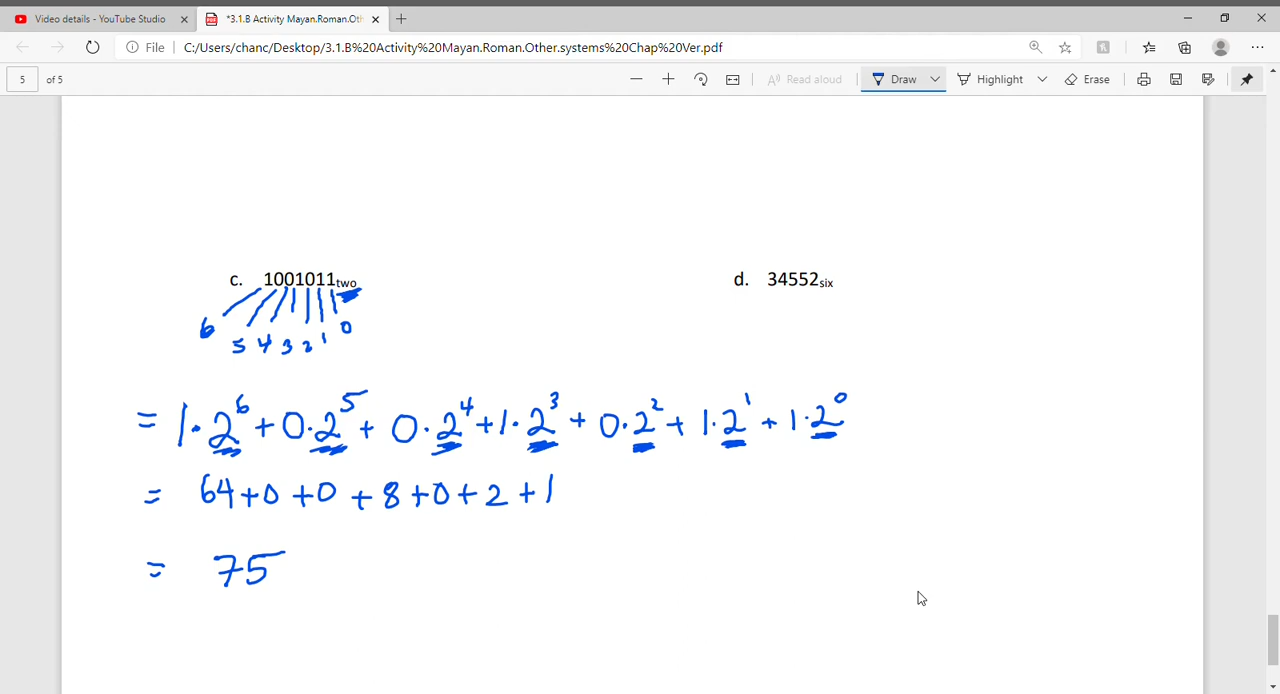 Video details - YouTube Studio
*3.1.B Activity Mayan.Roman.Oth
File
C:/Users/chanc/Desktop/3.1.B%20Activity%20Mayan.Roman.Other.systems%20Chap%20Ver.pdf
5 of 5
Read aloud
Draw
Highlight
Erase
c. 1001011two
d. 34552six
6 5 4 3 2 1 0
= 1·2^6 + 0·2^5 + 0·2^4 + 1·2^3 + 0·2^2 + 1·2^1 + 1·2^0
= 64 + 0 + 0 + 8 + 0 + 2 + 1
= 75